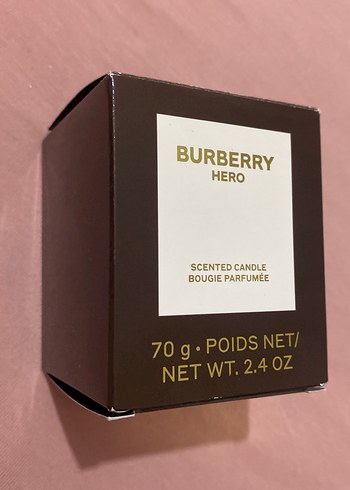 BURBERRY
HERO
SCENTED CANDLE
BOUGIE PARFUMÉE
70 g • POIDS NET/
NET WT. 2.4 OZ